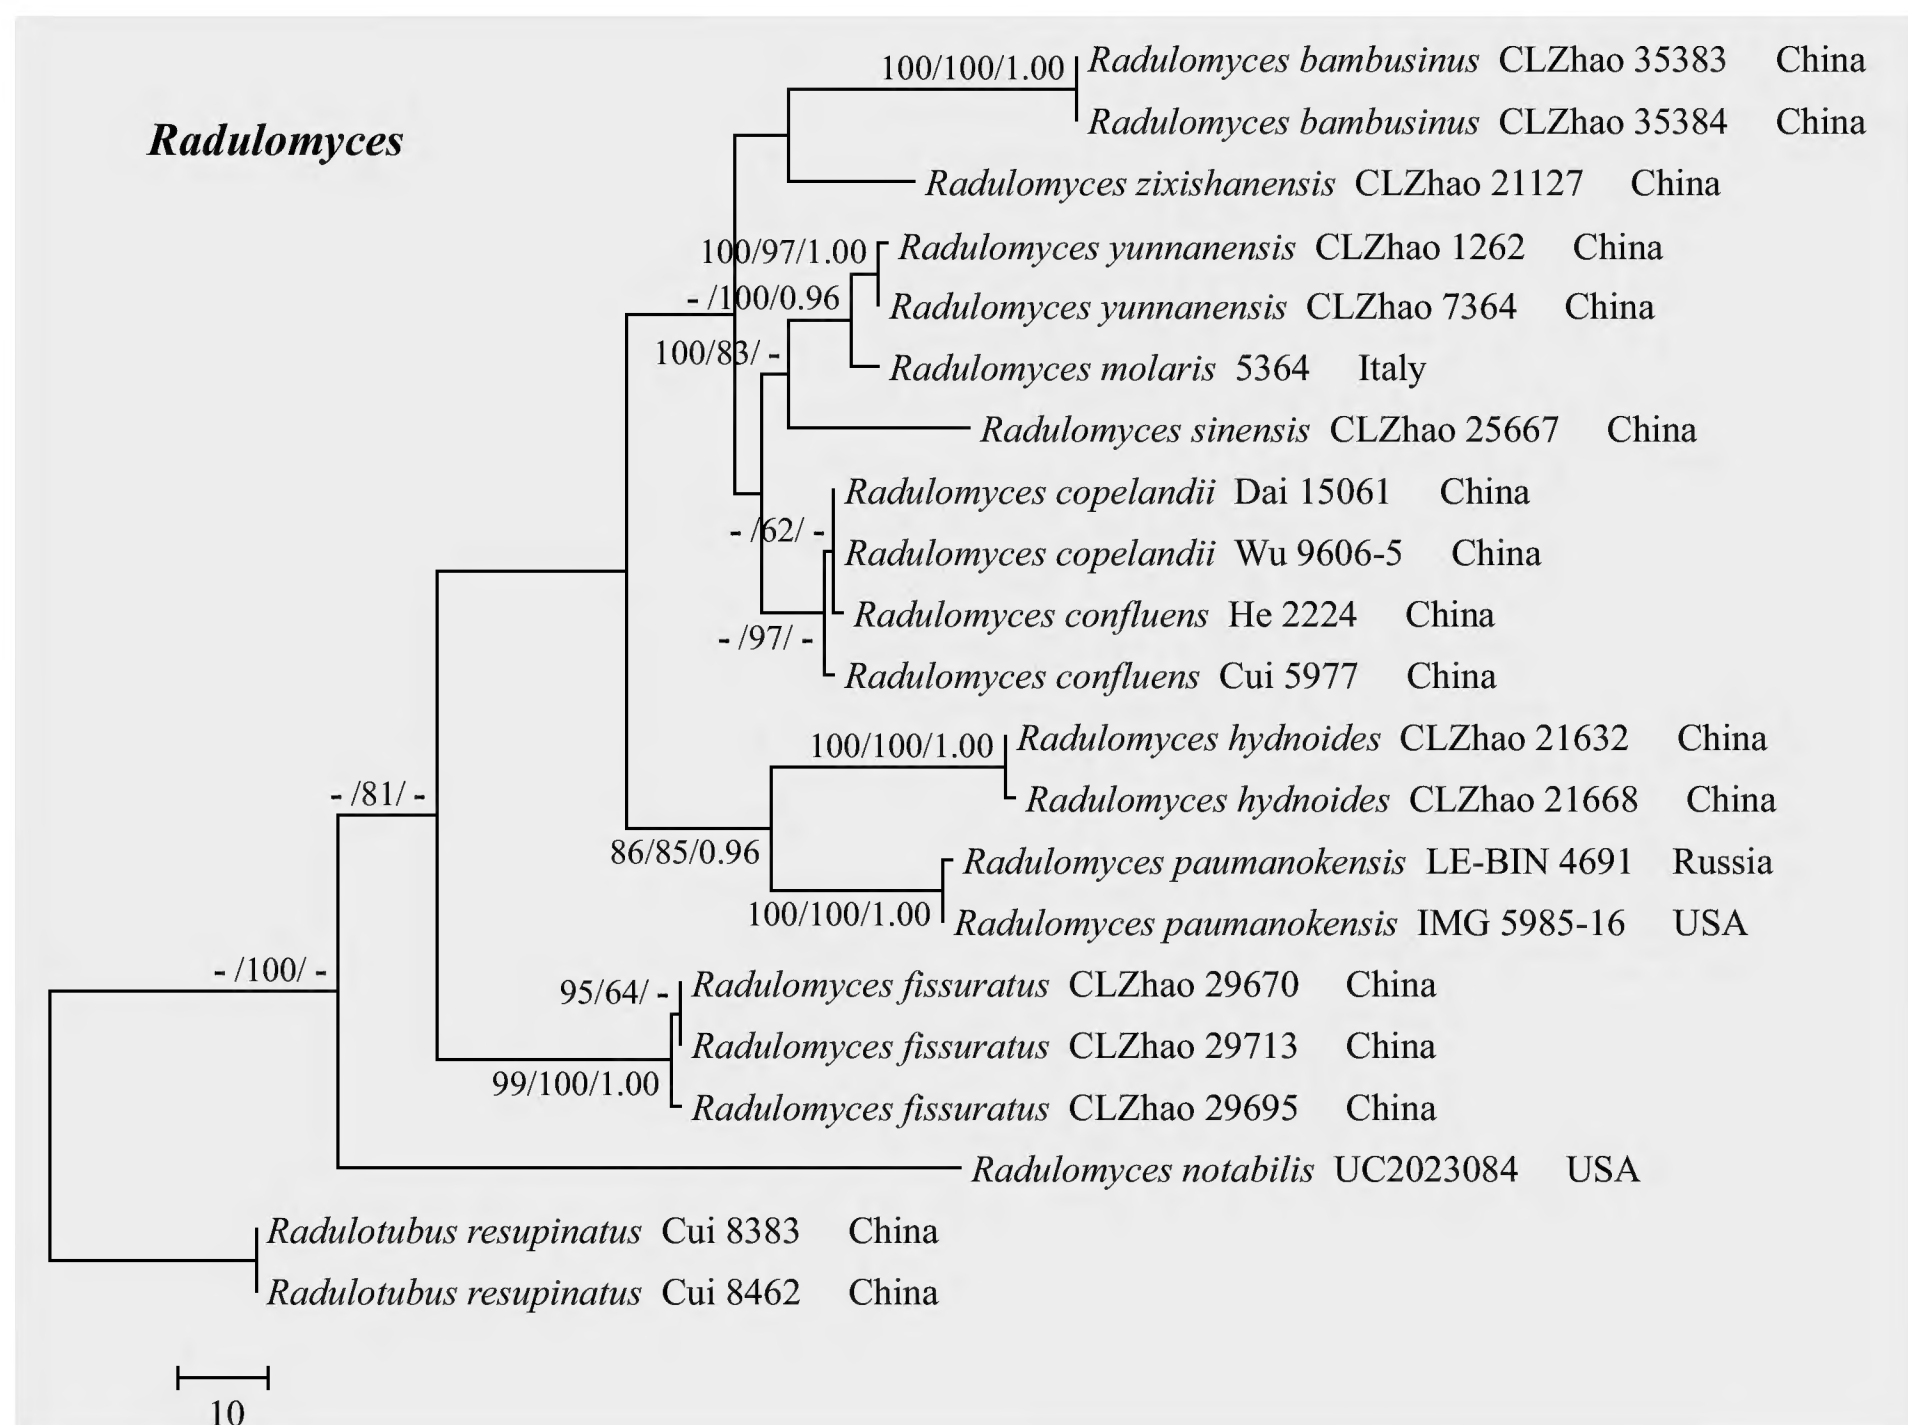 100/100/1.00 Radulomyces bambusinus CLZhao 35383 China
Radulomyces bambusinus CLZhao 35384 China
Radulomyces
Radulomyces zixishanensis CLZhao 21127 China
100/97/1.00 Radulomyces yunnanensis CLZhao 1262 China
- /100/0.96
Radulomyces yunnanensis CLZhao 7364 China
100/83/ -
Radulomyces molaris 5364 Italy
Radulomyces sinensis CLZhao 25667 China
Radulomyces copelandii Dai 15061 China
- /62/ -
Radulomyces copelandii Wu 9606-5 China
Radulomyces confluens He 2224 China
- /97/ -
Radulomyces confluens Cui 5977 China
100/100/1.00 Radulomyces hydnoides CLZhao 21632 China
- /81/ -
Radulomyces hydnoides CLZhao 21668 China
86/85/0.96
Radulomyces paumanokensis LE-BIN 4691 Russia
100/100/1.00 Radulomyces paumanokensis IMG 5985-16 USA
- /100/ -
95/64/ - Radulomyces fissuratus CLZhao 29670 China
Radulomyces fissuratus CLZhao 29713 China
99/100/1.00
Radulomyces fissuratus CLZhao 29695 China
Radulomyces notabilis UC2023084 USA
Radulotubus resupinatus Cui 8383 China
Radulotubus resupinatus Cui 8462 China
10